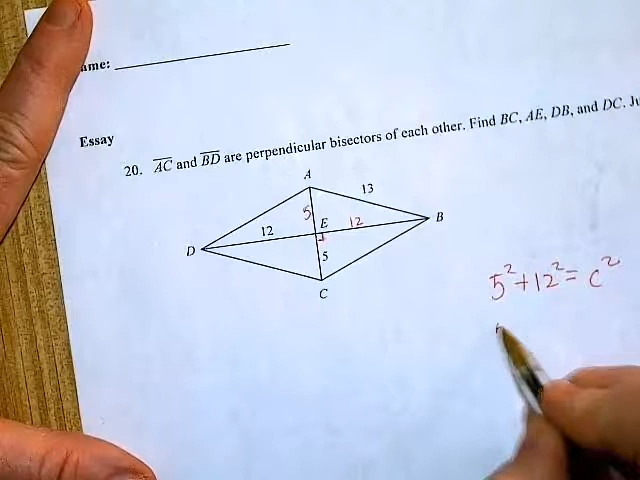 ame:
Essay
20. AC and BD are perpendicular bisectors of each other. Find BC, AE, DB, and DC. Ju
A
13
5
E
12
12
B
D
5
C
5² + 12² = c²